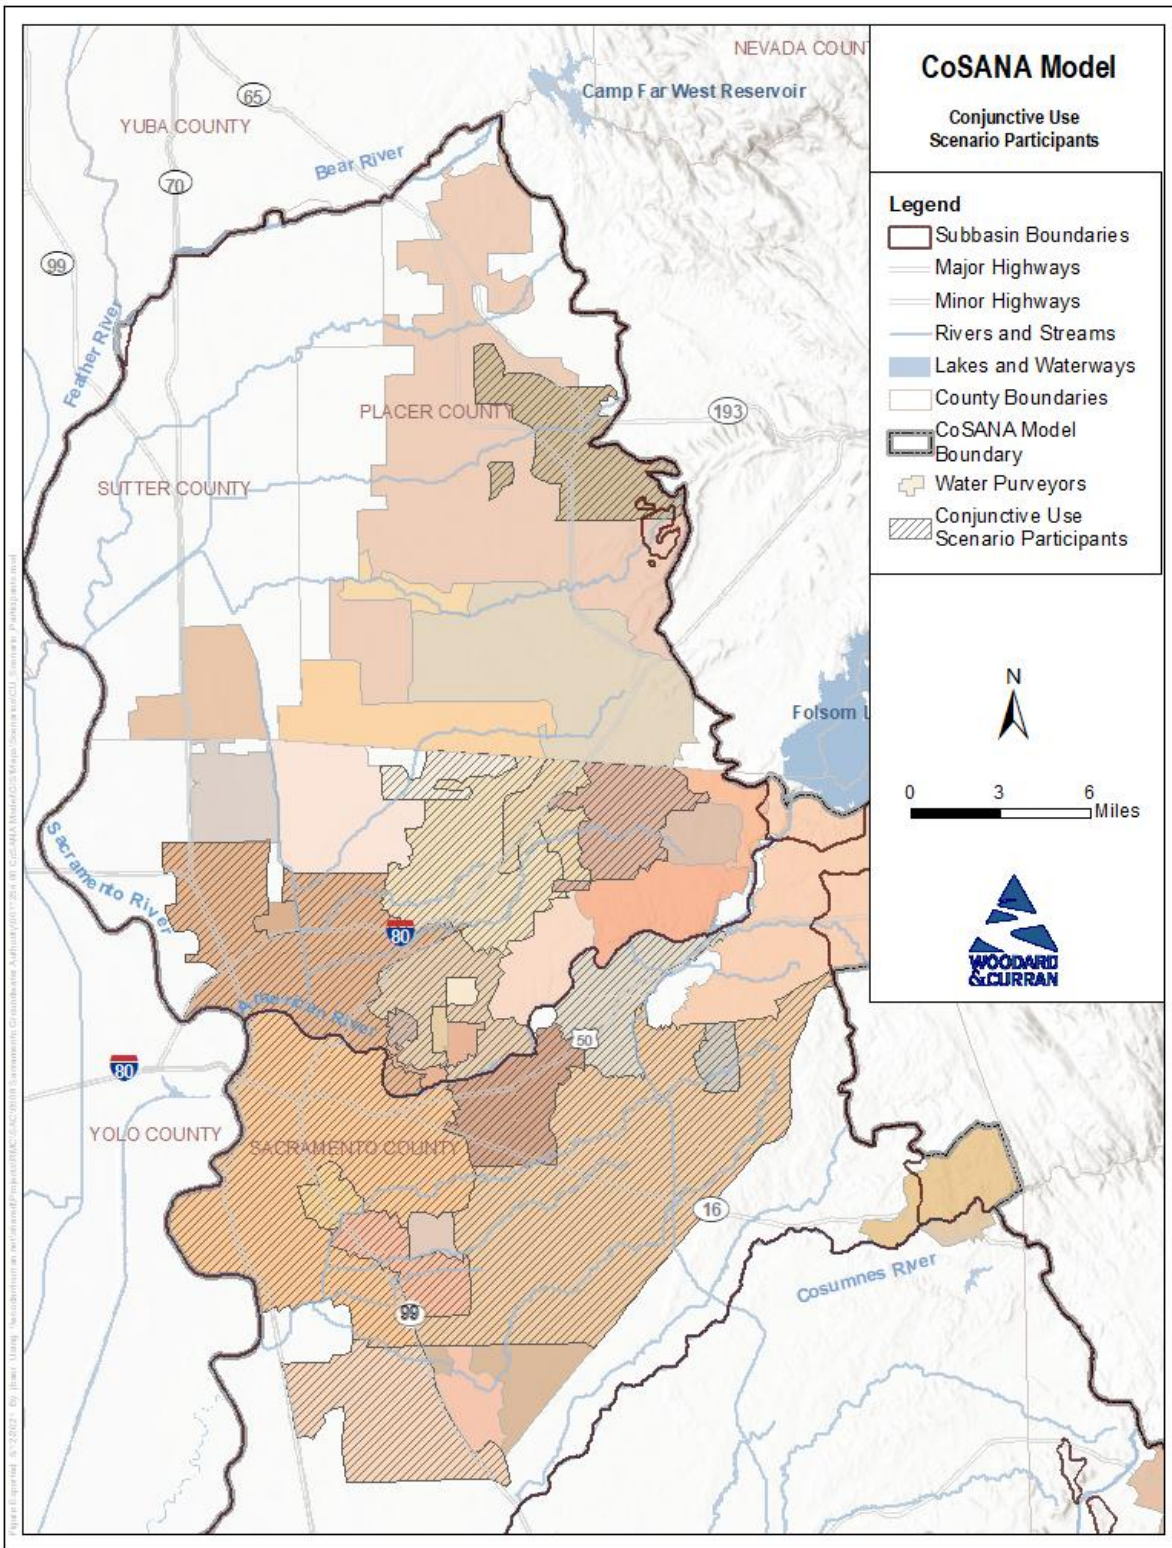 CoSANA Model
Conjunctive Use
Scenario Participants
Legend
Subbasin Boundaries
Major Highways
Minor Highways
Rivers and Streams
Lakes and Waterways
County Boundaries
CoSANA Model
Boundary
Water Purveyors
Conjunctive Use
Scenario Participants
N
0 3 6
Miles
WOODARD
&CURRAN
NEVADA COUNT
Camp Far West Reservoir
65
YUBA COUNTY
Bear River
70
99
Feather River
PLACER COUNTY
193
SUTTER COUNTY
Folsom L
Sacramento River
80
American River
50
80
YOLO COUNTY
SACRAMENTO COUNTY
16
Cosumnes River
99